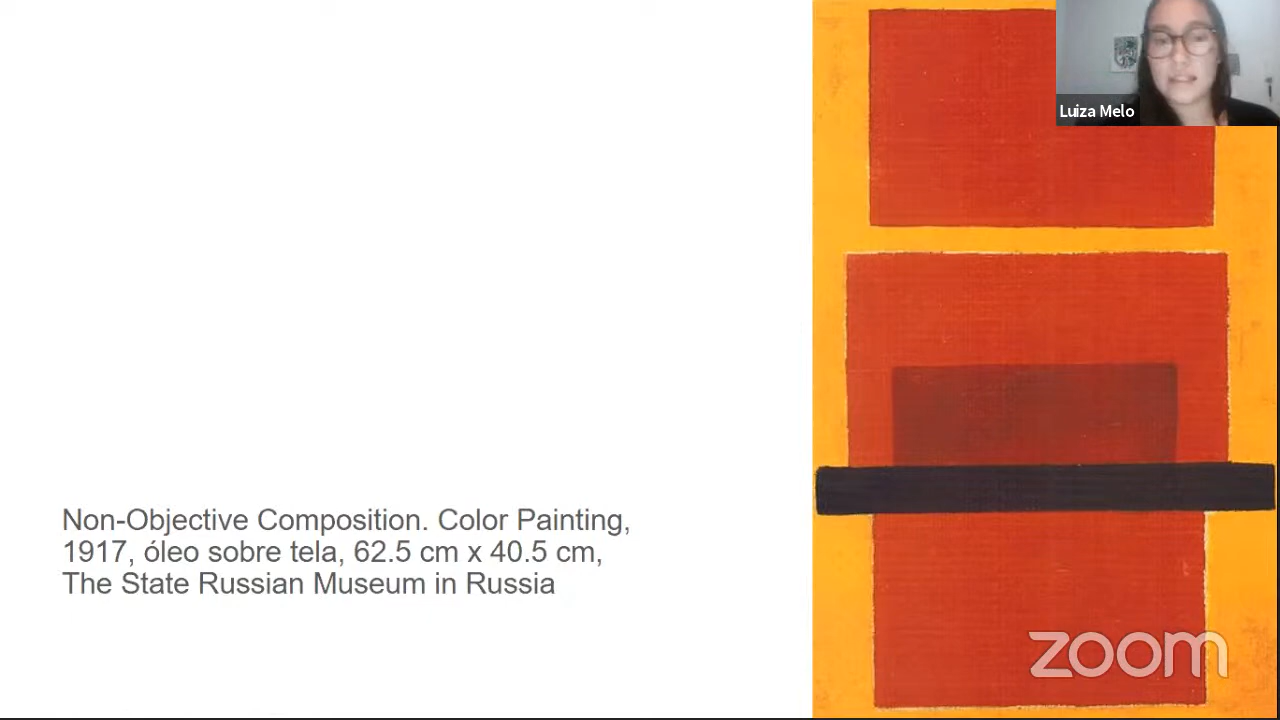 Luiza Melo
Non-Objective Composition. Color Painting,
1917, óleo sobre tela, 62.5 cm x 40.5 cm,
The State Russian Museum in Russia
zoom